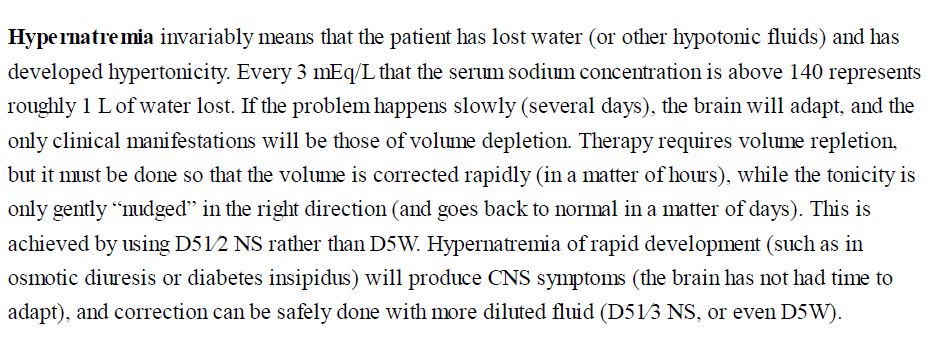 Hypernatremia invariably means that the patient has lost water (or other hypotonic fluids) and has
developed hypertonicity. Every 3 mEq/L that the serum sodium concentration is above 140 represents
roughly 1 L of water lost. If the problem happens slowly (several days), the brain will adapt, and the
only clinical manifestations will be those of volume depletion. Therapy requires volume repletion,
but it must be done so that the volume is corrected rapidly (in a matter of hours), while the tonicity is
only gently “nudged” in the right direction (and goes back to normal in a matter of days). This is
achieved by using D51⁄2 NS rather than D5W. Hypernatremia of rapid development (such as in
osmotic diuresis or diabetes insipidus) will produce CNS symptoms (the brain has not had time to
adapt), and correction can be safely done with more diluted fluid (D51⁄3 NS, or even D5W).